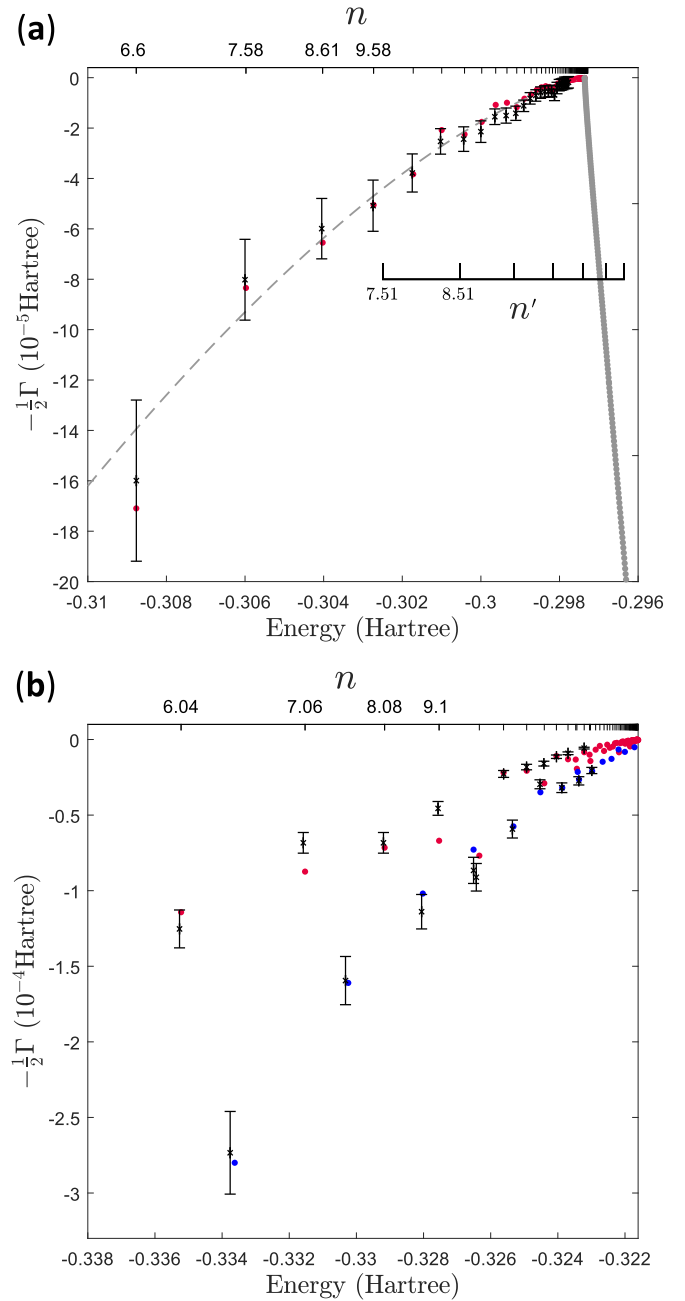 (a)
n
6.6 7.58 8.61 9.58
0
-2
-4
-6
-8
-10
-12
-14
-16
-18
-20
−½Γ (10⁻⁵Hartree)
7.51 8.51
n′
-0.31 -0.308 -0.306 -0.304 -0.302 -0.3 -0.298 -0.296
Energy (Hartree)
(b)
n
6.04 7.06 8.08 9.1
0
-0.5
-1
-1.5
-2
-2.5
-3
−½Γ (10⁻⁴Hartree)
-0.338 -0.336 -0.334 -0.332 -0.33 -0.328 -0.326 -0.324 -0.322
Energy (Hartree)